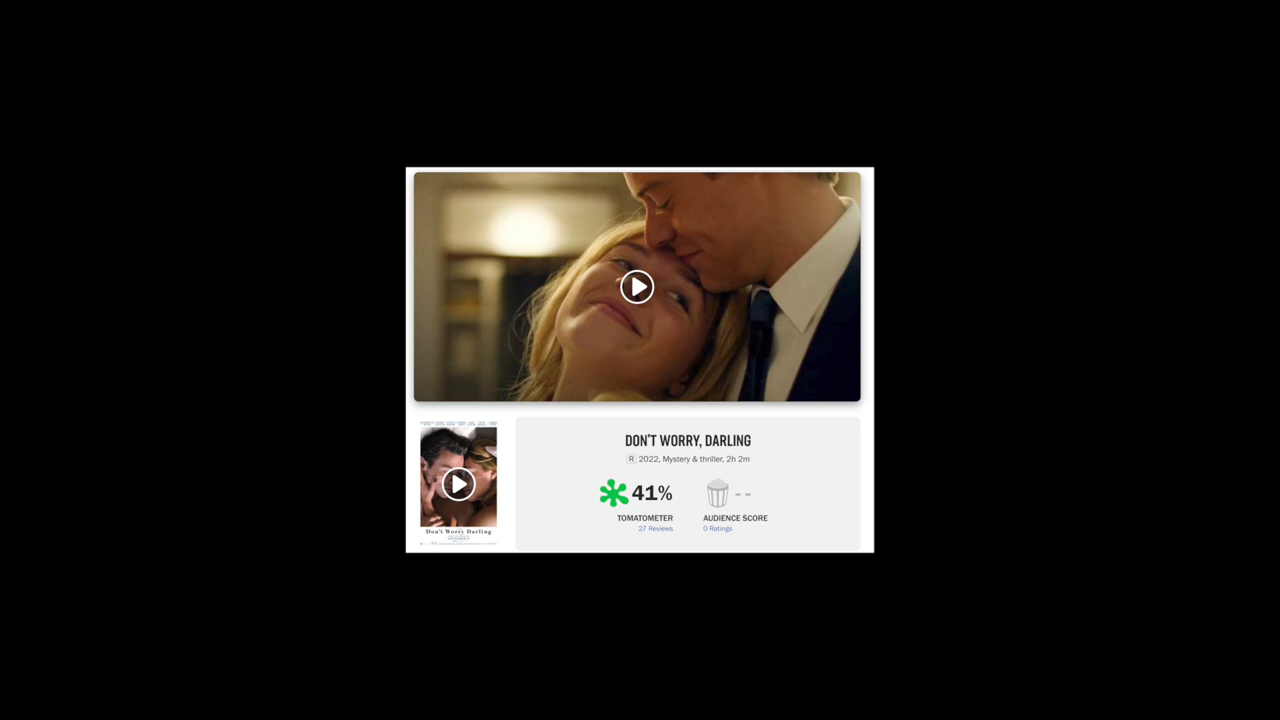 DON'T WORRY, DARLING
R 2022, Mystery & thriller, 2h 2m
41% - -
TOMATOMETER AUDIENCE SCORE
27 Reviews 0 Ratings
Don't Worry Darling